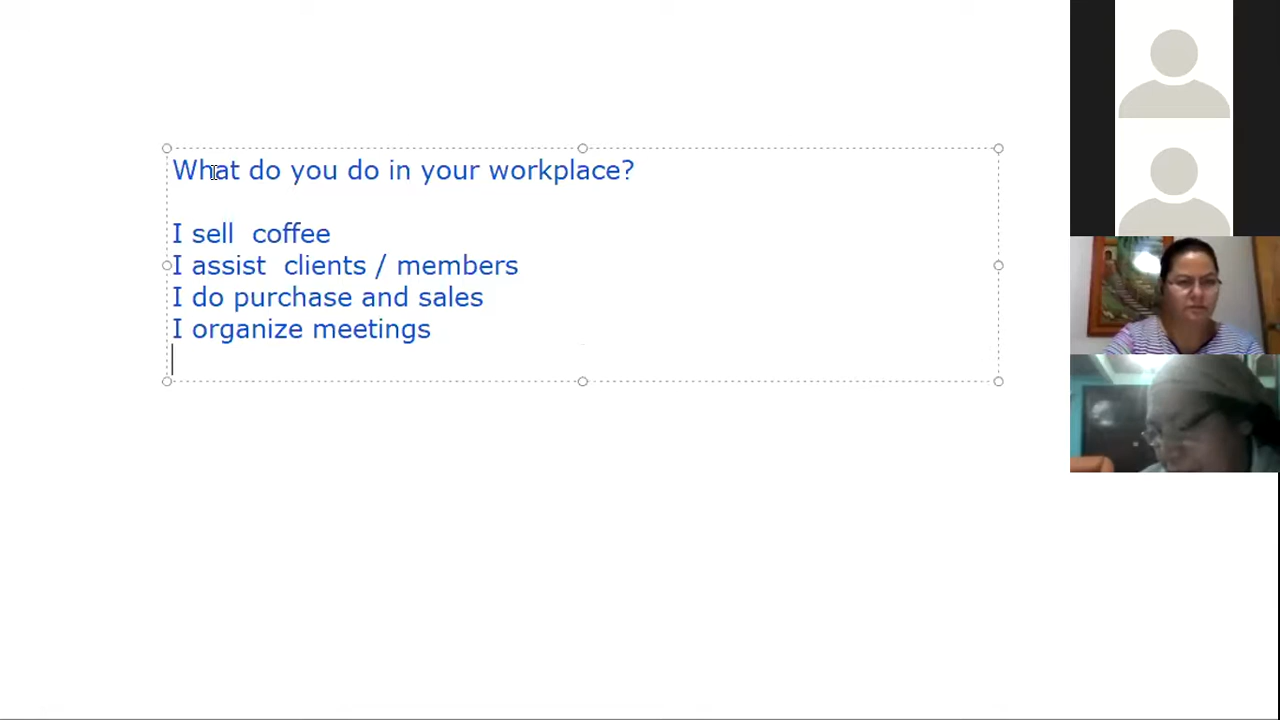 What do you do in your workplace?
I sell  coffee
I assist  clients / members
I do purchase and sales
I organize meetings